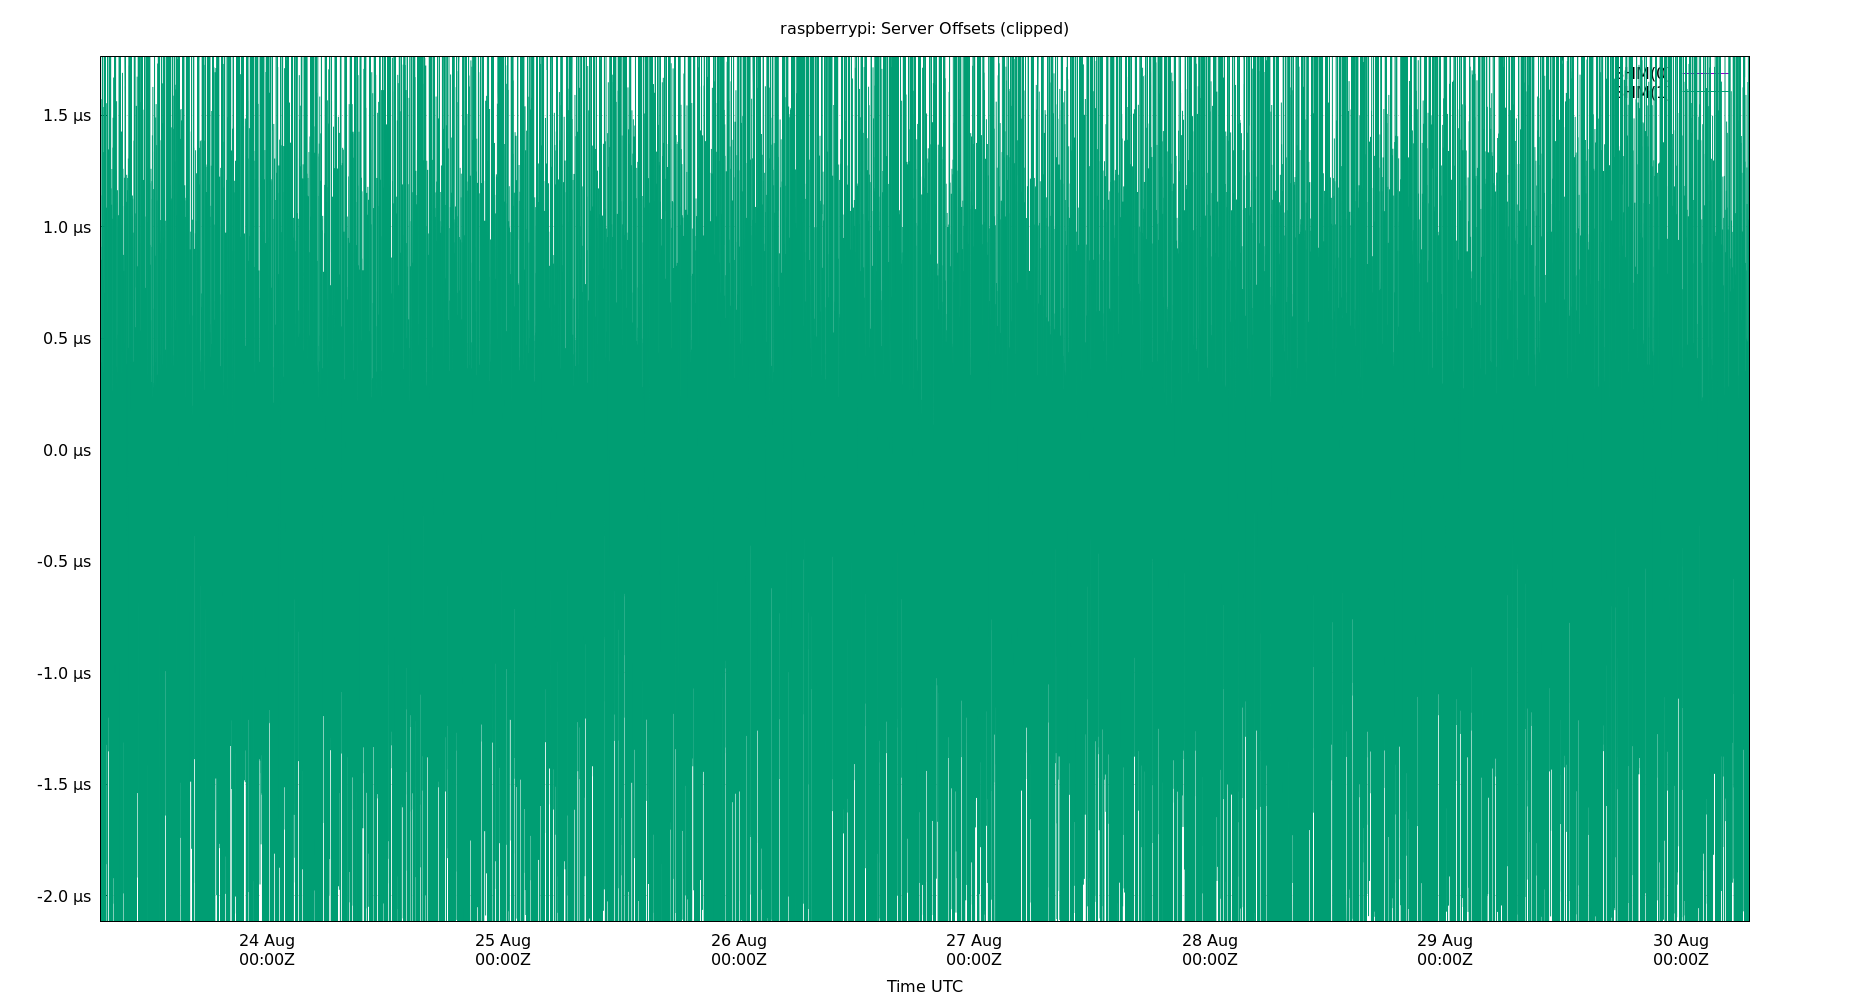 raspberrypi: Server Offsets (clipped)
1.5 µs
1.0 µs
0.5 µs
0.0 µs
-0.5 µs
-1.0 µs
-1.5 µs
-2.0 µs
24 Aug 25 Aug 26 Aug 27 Aug 28 Aug 29 Aug 30 Aug
00:00Z 00:00Z 00:00Z 00:00Z 00:00Z 00:00Z 00:00Z
Time UTC